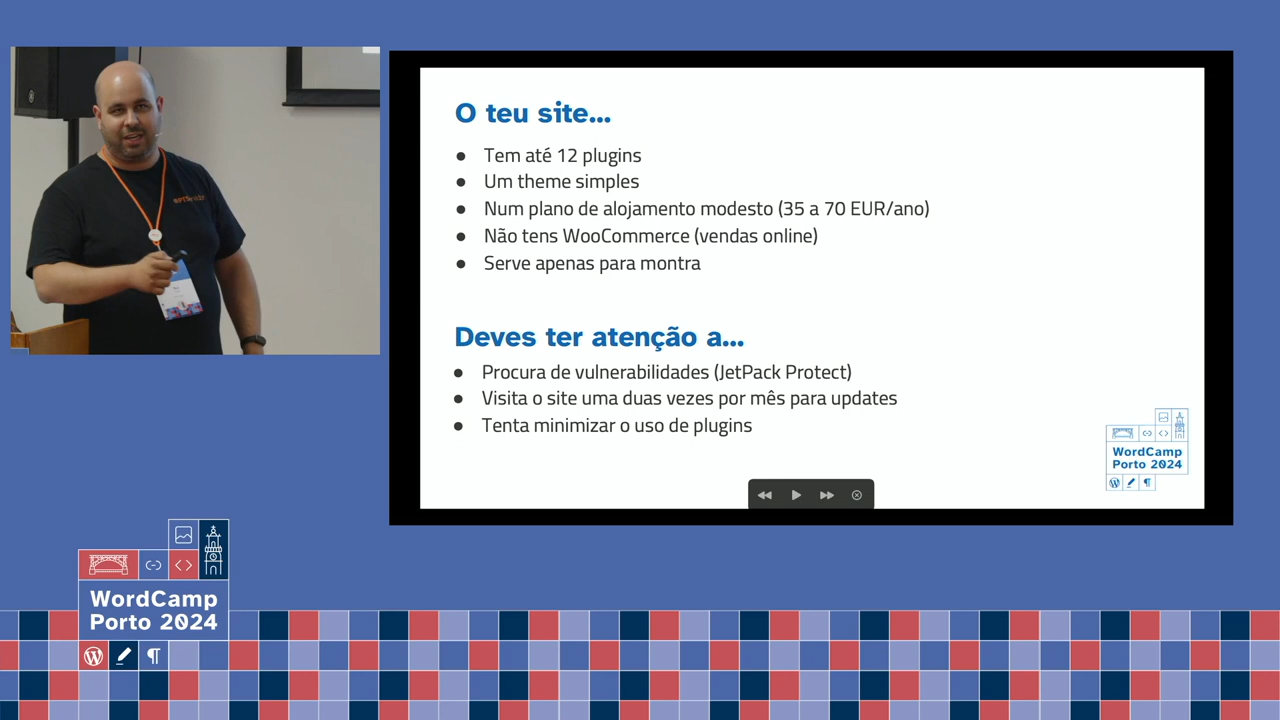 O teu site...
● Tem até 12 plugins
● Um theme simples
● Num plano de alojamento modesto (35 a 70 EUR/ano)
● Não tens WooCommerce (vendas online)
● Serve apenas para montra
Deves ter atenção a...
● Procura de vulnerabilidades (JetPack Protect)
● Visita o site uma duas vezes por mês para updates
● Tenta minimizar o uso de plugins
WordCamp
Porto 2024
WordCamp
Porto 2024